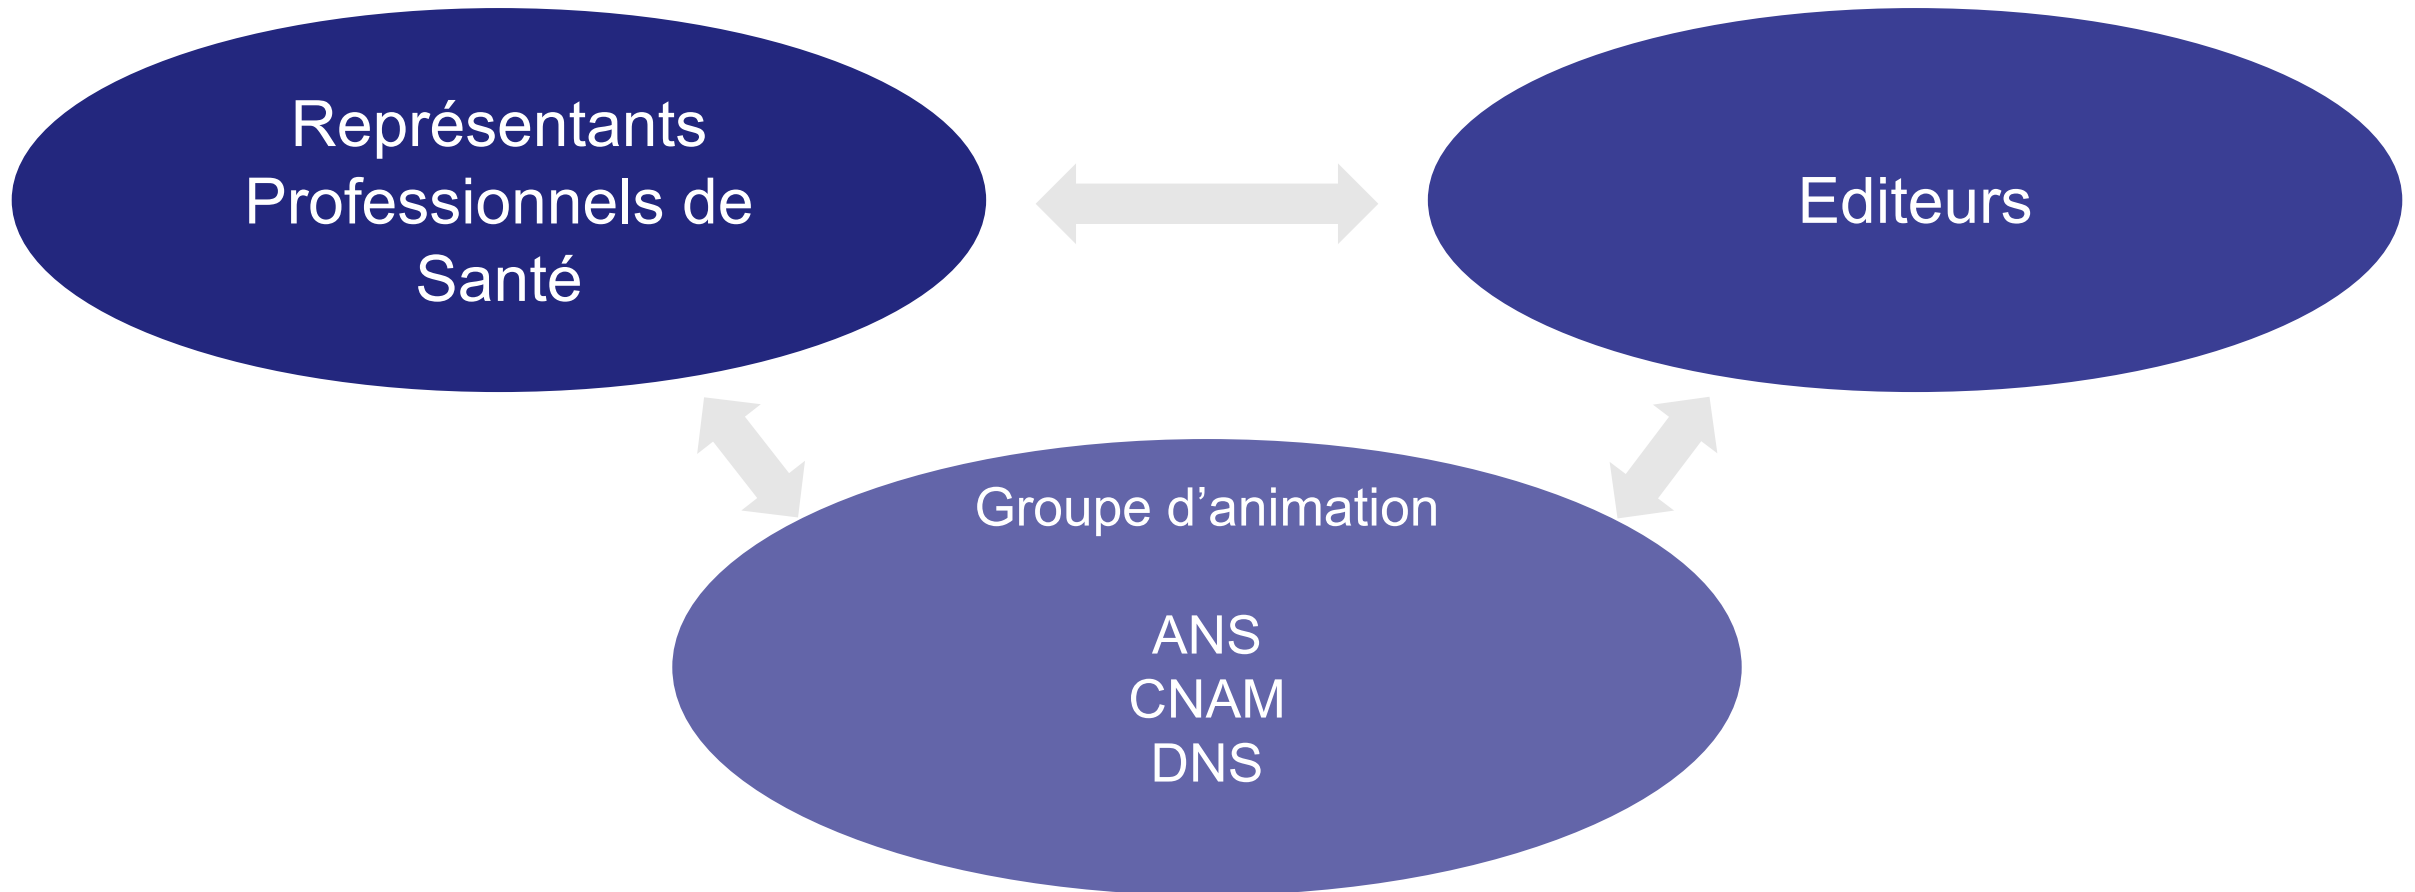 Représentants
Professionnels de
Santé
Editeurs
Groupe d’animation
ANS
CNAM
DNS